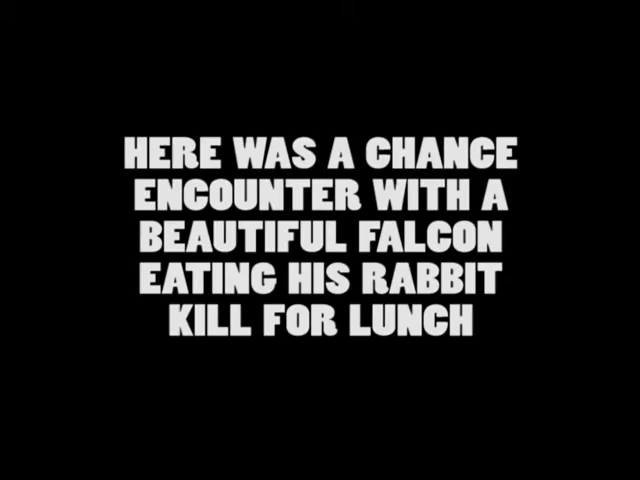 HERE WAS A CHANCE
ENCOUNTER WITH A
BEAUTIFUL FALCON
EATING HIS RABBIT
KILL FOR LUNCH